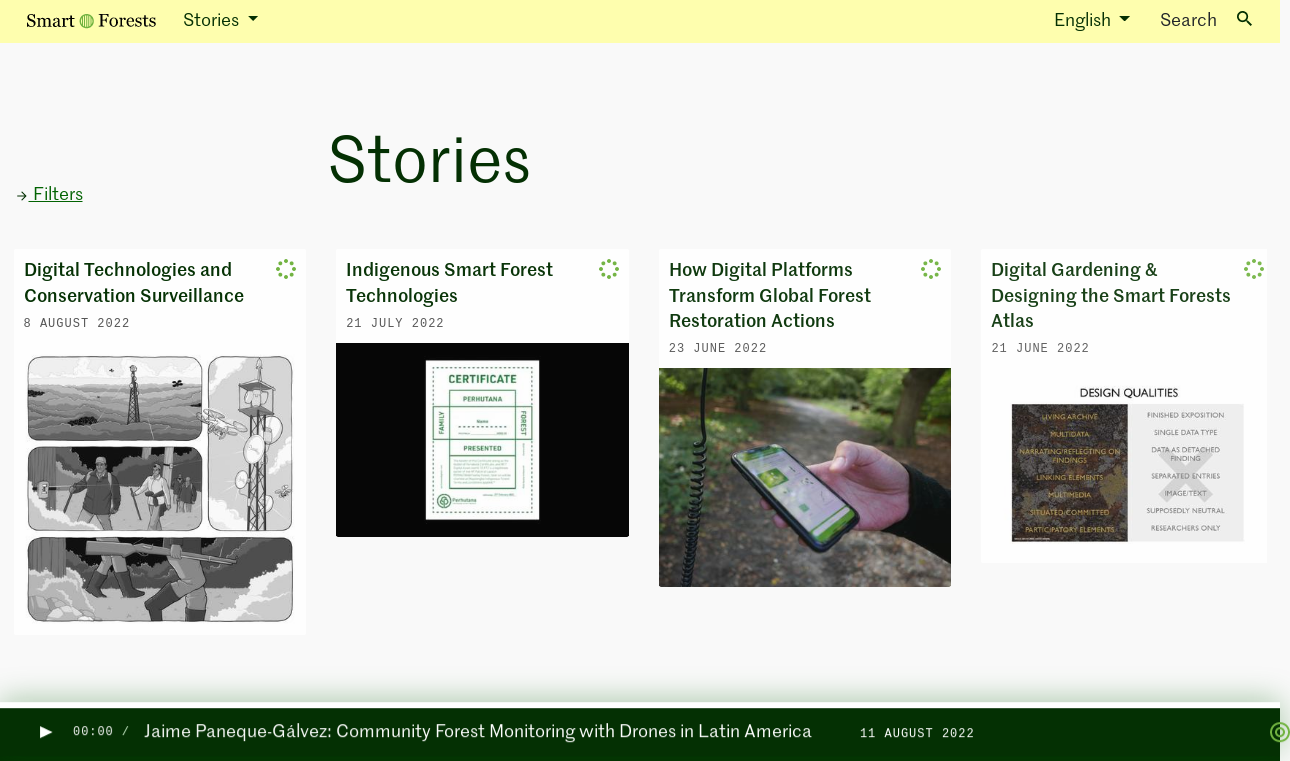 Smart Forests
Stories
English
Search
Stories
Filters
Digital Technologies and
Conservation Surveillance
8 AUGUST 2022
Indigenous Smart Forest
Technologies
21 JULY 2022
CERTIFICATE
PERHUTANA
FAMILY
Name
FOREST
PRESENTED
Perhutana
How Digital Platforms
Transform Global Forest
Restoration Actions
23 JUNE 2022
Digital Gardening &
Designing the Smart Forests
Atlas
21 JUNE 2022
DESIGN QUALITIES
LIVING ARCHIVE
MULTIDATA
NARRATING/REFLECTING ON
FINDINGS
LINKING ELEMENTS
MULTIMEDIA
SITUATED/COMMITTED
PARTICIPATORY ELEMENTS
FINISHED EXPOSITION
SINGLE DATA TYPE
DATA AS DETACHED
FINDING
SEPARATED ENTRIES
IMAGE/TEXT
SUPPOSEDLY NEUTRAL
RESEARCHERS ONLY
00:00 /
Jaime Paneque-Gálvez: Community Forest Monitoring with Drones in Latin America
11 AUGUST 2022